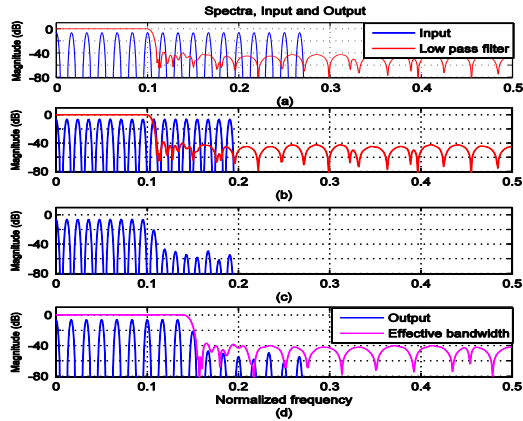 Spectra, Input and Output
Magnitude (dB)
0
-40
-80
Input
Low pass filter
0 0.1 0.2 0.3 0.4 0.5
(a)
Magnitude (dB)
0
-40
-80
0 0.1 0.2 0.3 0.4 0.5
(b)
Magnitude (dB)
0
-40
-80
0 0.1 0.2 0.3 0.4 0.5
(c)
Magnitude (dB)
0
-40
-80
Output
Effective bandwidth
0 0.1 0.2 0.3 0.4 0.5
Normalized frequency
(d)